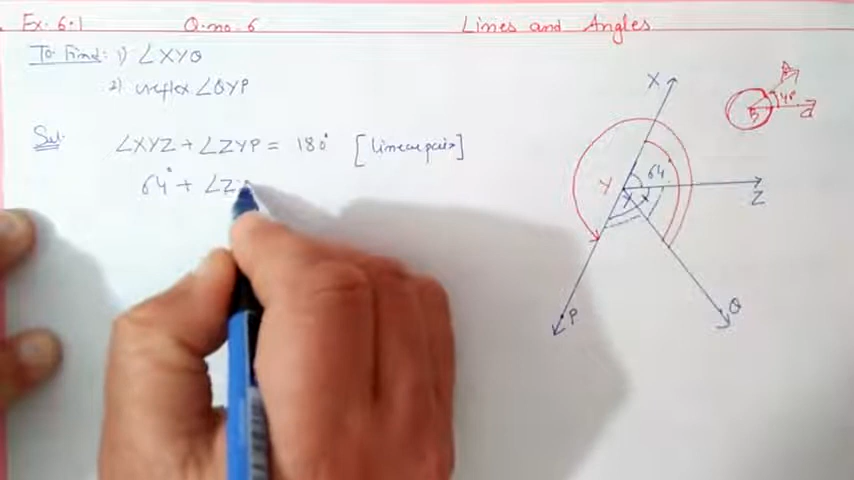 Ex. 6.1 Q.no. 6 Lines and Angles
To Find: 1) ∠XYQ
2) reflex ∠QYP
Sol: ∠XYZ + ∠ZYP = 180° [linear pair]
64° + ∠Z
X
Y
64°
Z
P
Q
A
B
C